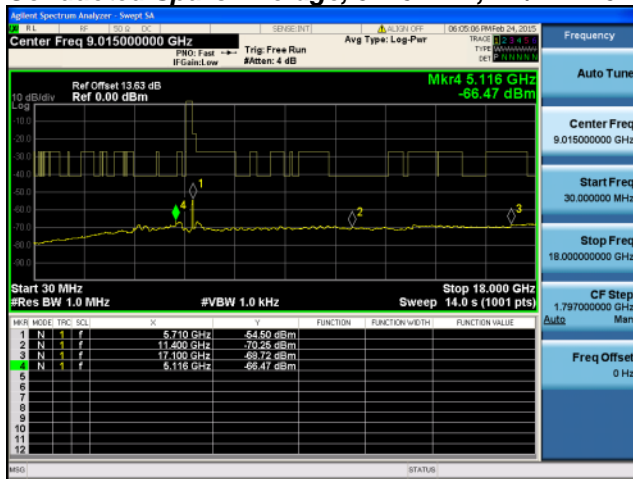 Agilent Spectrum Analyzer - Swept SA
RL RF 50 Ω DC SENSE:INT ALIGN OFF 06:05:06 PM Feb 24, 2015
Center Freq 9.015000000 GHz
PNO: Fast Trig: Free Run Avg Type: Log-Pwr TRACE 1 2 3 4 5 6
IFGain:Low #Atten: 4 dB TYPE
DET P N N N N N
Frequency
Auto Tune
Mkr4 5.116 GHz
-66.47 dBm
Ref Offset 13.63 dB
10 dB/div Ref 0.00 dBm
Log
-10.0
-20.0
-30.0
-40.0
-50.0
-60.0
-70.0
-80.0
-90.0
1
4
2
3
Start 30 MHz Stop 18.000 GHz
#Res BW 1.0 MHz #VBW 1.0 kHz Sweep 14.0 s (1001 pts)
MKR MODE TRC SCL X Y FUNCTION FUNCTION WIDTH FUNCTION VALUE
1 N 1 f 5.710 GHz -54.50 dBm
2 N 1 f 11.400 GHz -70.25 dBm
3 N 1 f 17.100 GHz -68.72 dBm
4 N 1 f 5.116 GHz -66.47 dBm
5
6
7
8
9
10
11
12
MSG STATUS
Center Freq
9.015000000 GHz
Start Freq
30.000000 MHz
Stop Freq
18.000000000 GHz
CF Step
1.797000000 GHz
Auto Man
Freq Offset
0 Hz